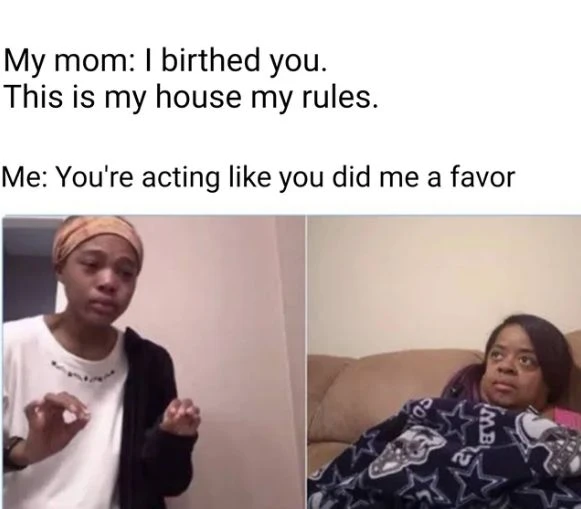 My mom: I birthed you.
This is my house my rules.
Me: You're acting like you did me a favor